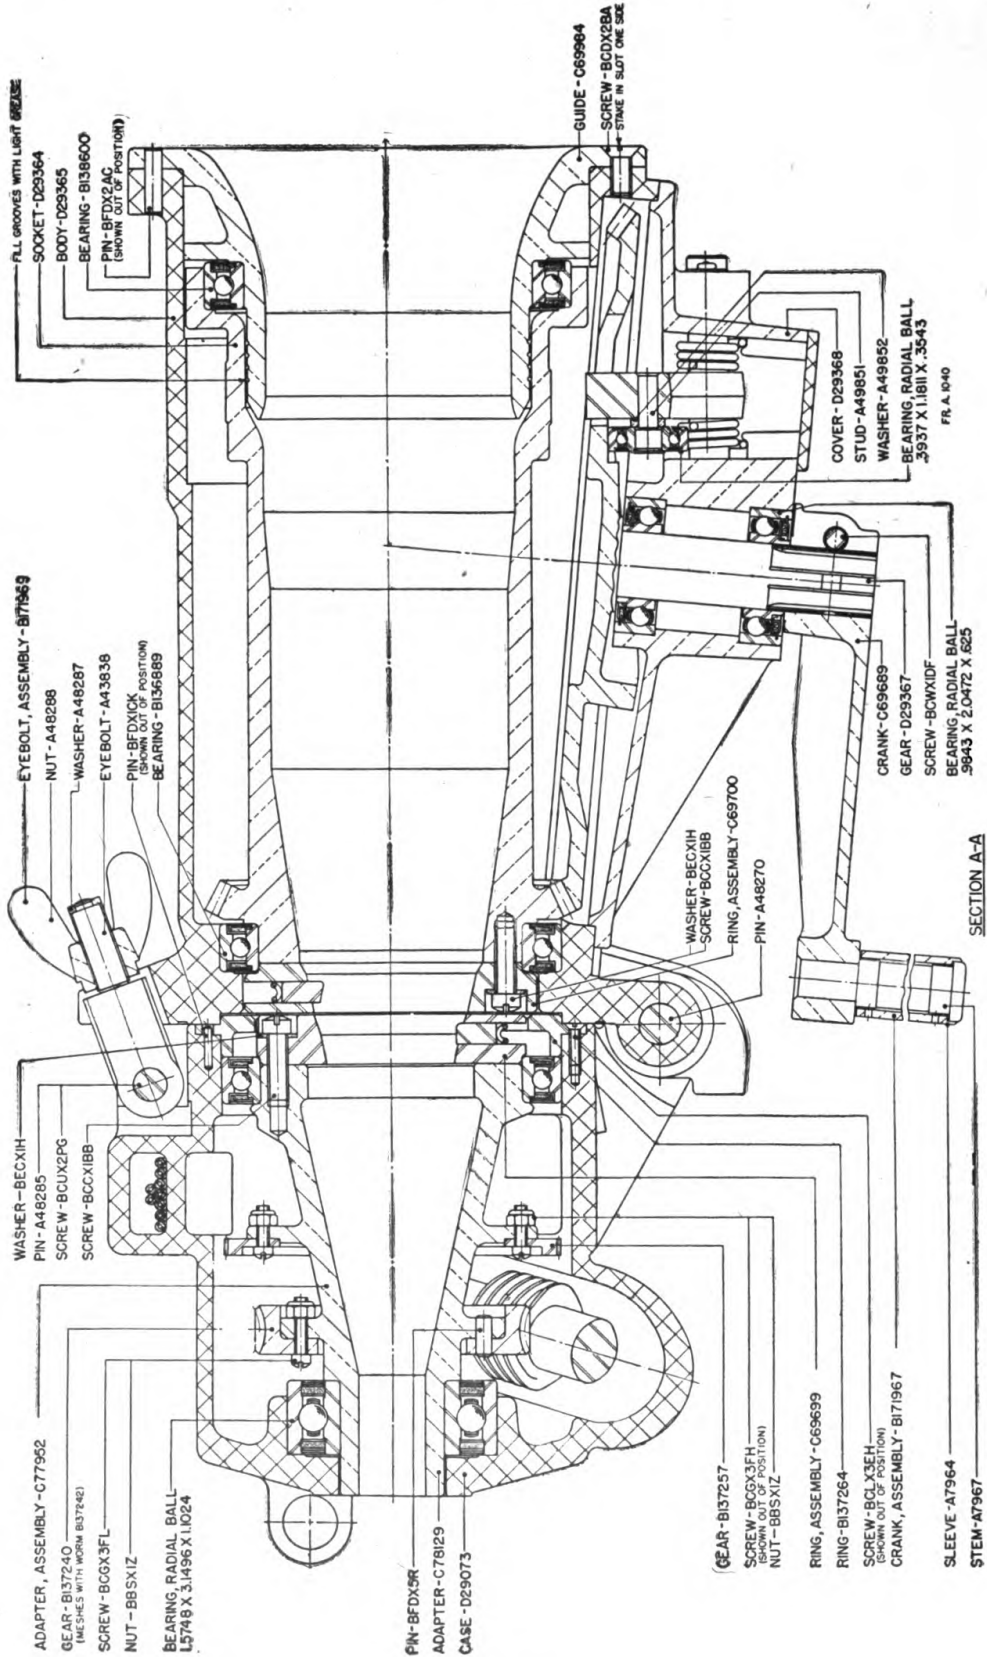 FILL GROOVES WITH LIGHT GREASE
SOCKET-D29364
BODY-D29365
BEARING-B138600
PIN-BFDX2AC
(SHOWN OUT OF POSITION)
GUIDE-C69984
SCREW-BCDX2BA
STAKE IN SLOT ONE SIDE
EYEBOLT, ASSEMBLY-B171969
NUT-A48288
WASHER-A48287
EYEBOLT-A43838
PIN-BFDX1CK
(SHOWN OUT OF POSITION)
BEARING-B136889
COVER-D29368
STUD-A49851
WASHER-A49852
BEARING, RADIAL BALL
.3937 X 1.1811 X .3543
FR. A. 1040
WASHER-BECX1H
PIN-A48285
SCREW-BCUX2PG
SCREW-BCCX1BB
WASHER-BECX1H
SCREW-BCCX1BB
RING, ASSEMBLY-C69700
PIN-A48270
CRANK-C69689
GEAR-D29367
SCREW-BCWX1DF
BEARING, RADIAL BALL-
.9843 X 2.0472 X .625
SECTION A-A
ADAPTER, ASSEMBLY-C77952
GEAR-B137240
(MESHES WITH WORM B137242)
SCREW-BCGX3FL
NUT-BBSX1Z
BEARING, RADIAL BALL
1.5748 X 3.1496 X 1.1024
PIN-BFDX5R
ADAPTER-C78129
CASE-D29073
GEAR-B137257
SCREW-BCGX3FH
(SHOWN OUT OF POSITION)
NUT-BBSX1Z
RING, ASSEMBLY-C69699
RING-B137264
SCREW-BCLX3EH
(SHOWN OUT OF POSITION)
CRANK, ASSEMBLY-B171967
SLEEVE-A7964
STEM-A7967